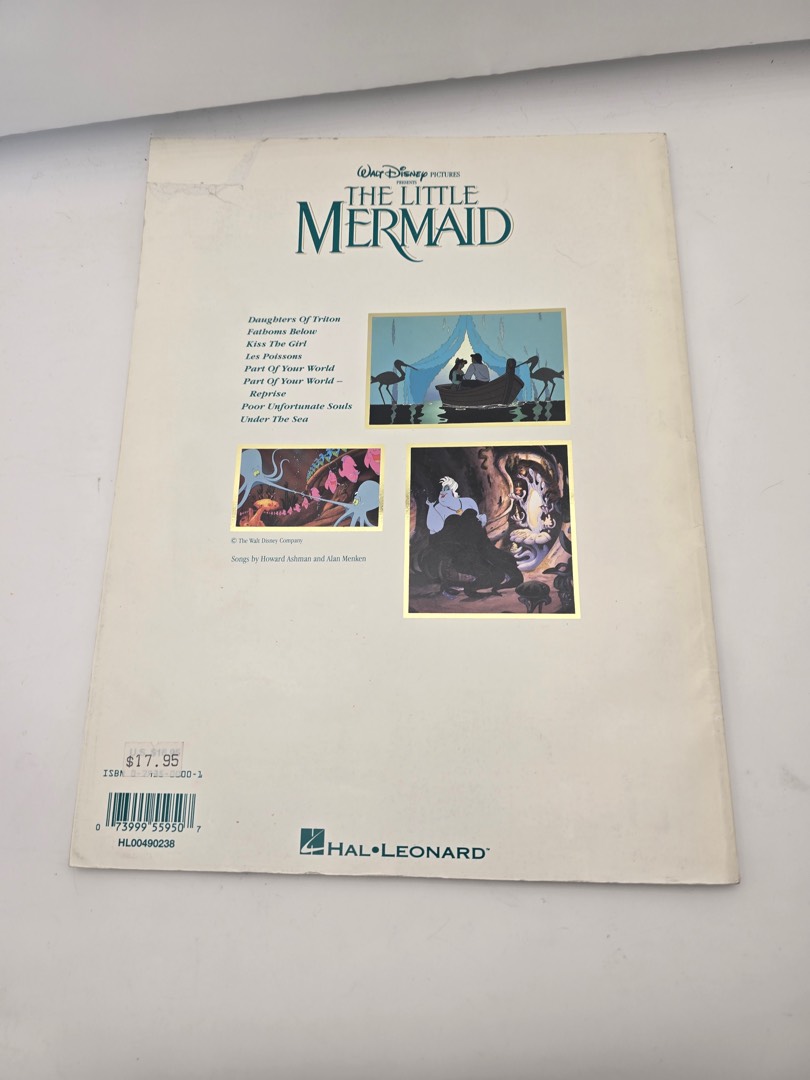 WALT DISNEY PICTURES
PRESENTS
THE LITTLE
MERMAID
Daughters Of Triton
Fathoms Below
Kiss The Girl
Les Poissons
Part Of Your World
Part Of Your World –
Reprise
Poor Unfortunate Souls
Under The Sea
© The Walt Disney Company
Songs by Howard Ashman and Alan Menken
$17.95
ISBN
0 73999 55950 7
HL00490238
HAL•LEONARD™